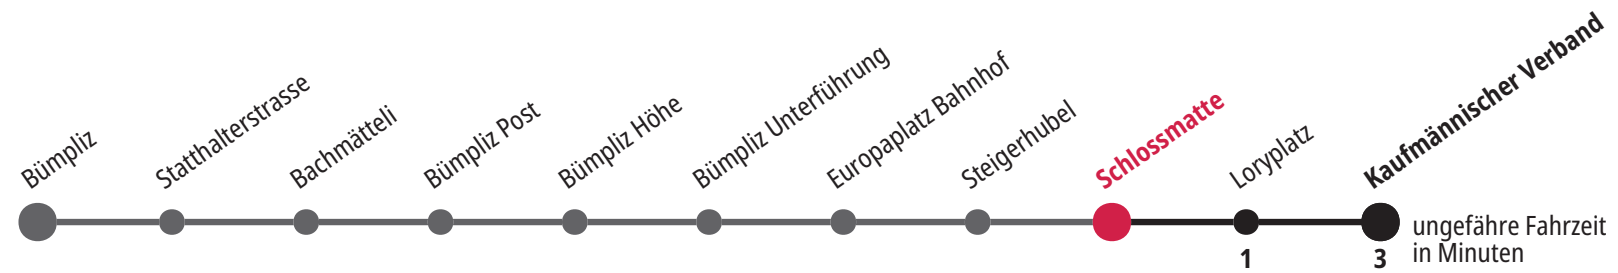 Bümpliz
Statthalterstrasse
Bachmätteli
Bümpliz Post
Bümpliz Höhe
Bümpliz Unterführung
Europaplatz Bahnhof
Steigerhubel
Schlossmatte
Loryplatz
Kaufmännischer Verband
1
3
ungefähre Fahrzeit
in Minuten